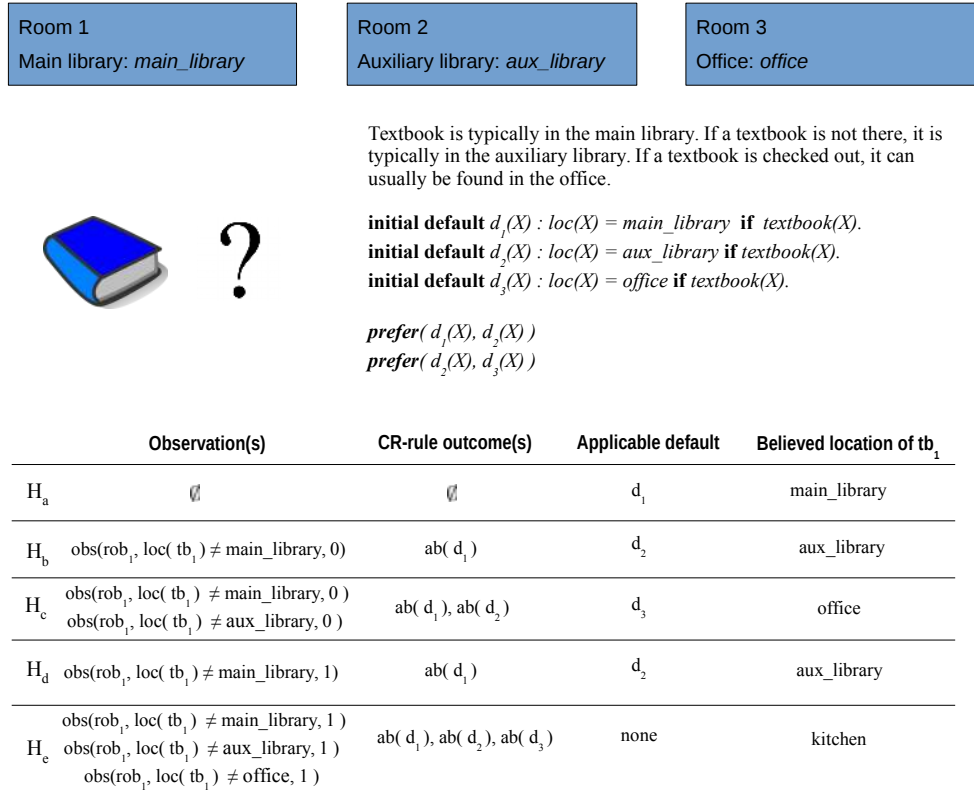 Room 1
Main library: main_library
Room 2
Auxiliary library: aux_library
Room 3
Office: office
Textbook is typically in the main library. If a textbook is not there, it is
typically in the auxiliary library. If a textbook is checked out, it can
usually be found in the office.
?
initial default d₁(X) : loc(X) = main_library if textbook(X).
initial default d₂(X) : loc(X) = aux_library if textbook(X).
initial default d₃(X) : loc(X) = office if textbook(X).
prefer( d₁(X), d₂(X) )
prefer( d₂(X), d₃(X) )
Observation(s) CR-rule outcome(s) Applicable default Believed location of tb₁
Hₐ ∅ ∅ d₁ main_library
H_b obs(rob₁, loc( tb₁) ≠ main_library, 0) ab( d₁) d₂ aux_library
obs(rob₁, loc( tb₁) ≠ main_library, 0 )
H_c ab( d₁), ab( d₂) d₃ office
obs(rob₁, loc( tb₁) ≠ aux_library, 0 )
H_d obs(rob₁, loc( tb₁) ≠ main_library, 1) ab( d₁) d₂ aux_library
obs(rob₁, loc( tb₁) ≠ main_library, 1 )
Hₑ obs(rob₁, loc( tb₁) ≠ aux_library, 1 ) ab( d₁), ab( d₂), ab( d₃) none kitchen
obs(rob₁, loc( tb₁) ≠ office, 1 )